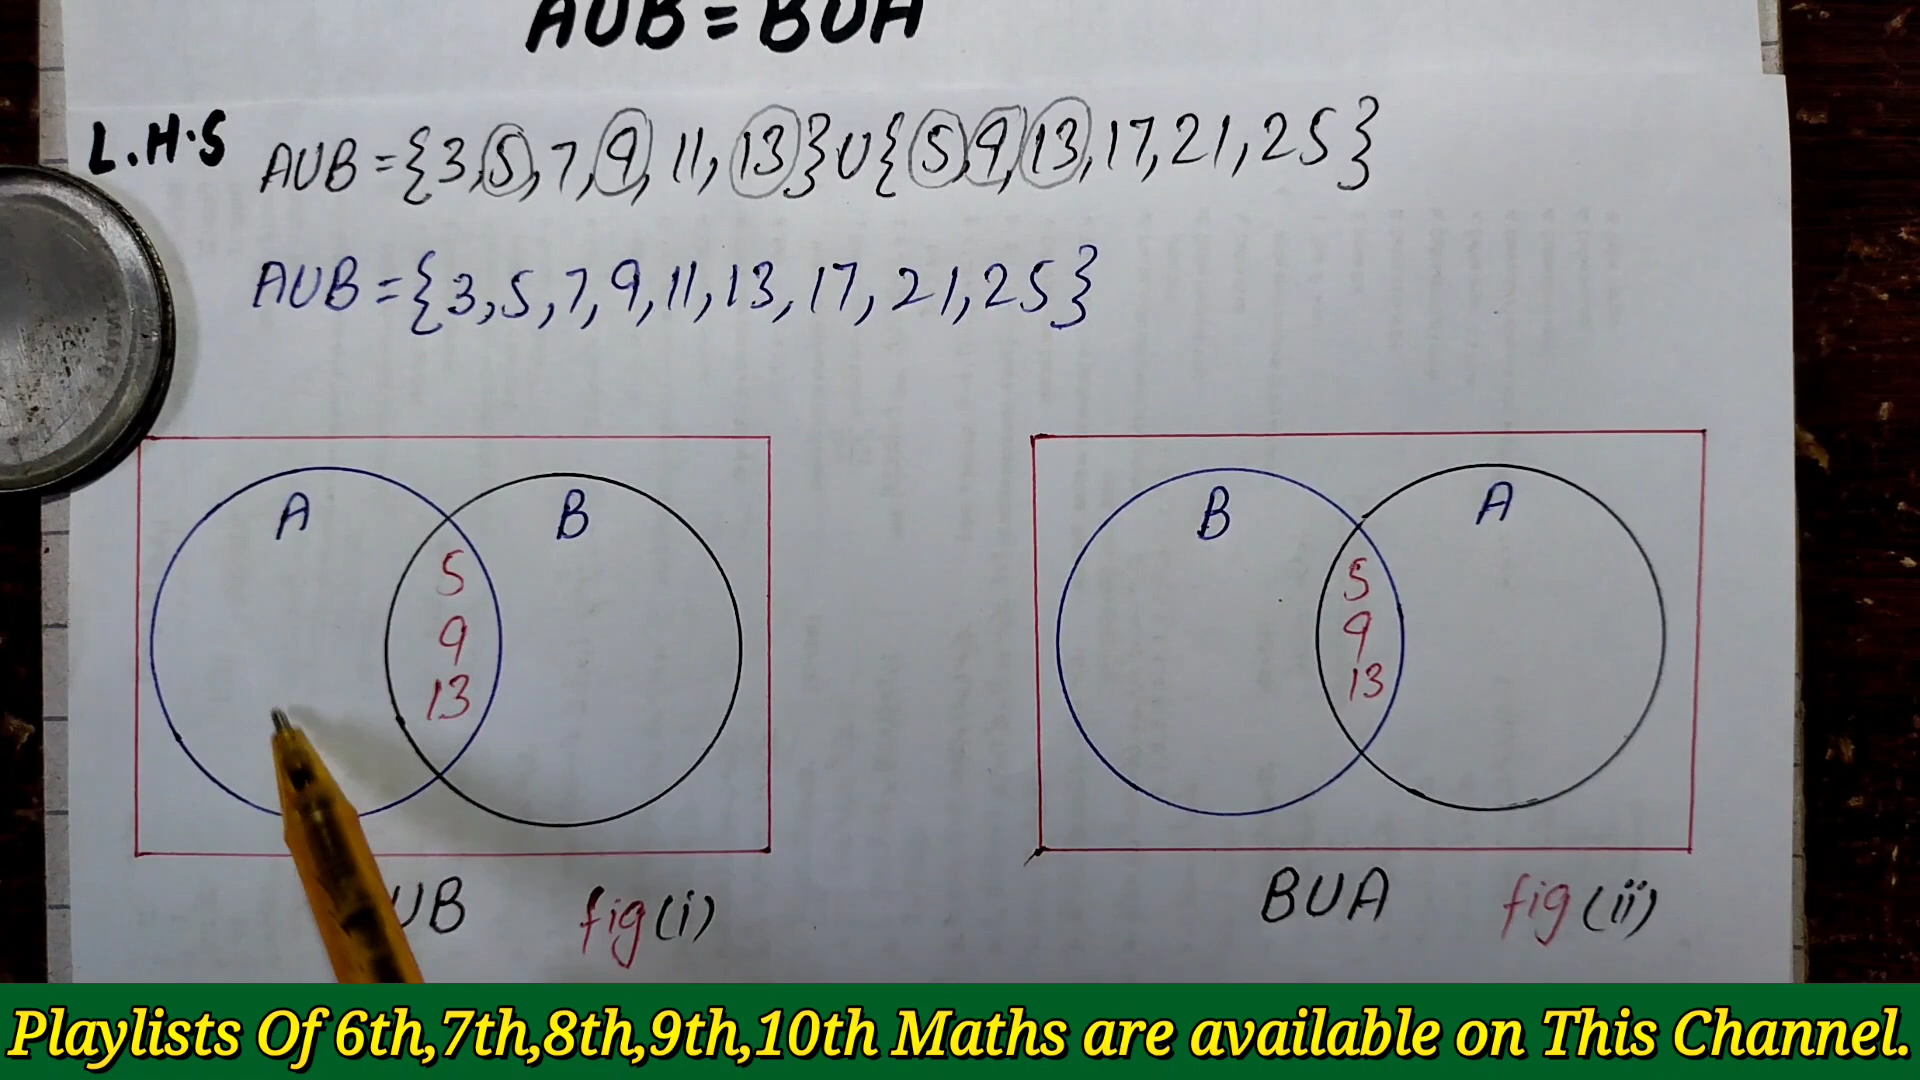 AUB = BUA
L.H.S AUB = {3, 5, 7, 9, 11, 13} U {5, 9, 13, 17, 21, 25}
AUB = {3, 5, 7, 9, 11, 13, 17, 21, 25}
A B
5
9
13
UB fig (i)
B A
5
9
13
BUA fig (ii)
Playlists Of 6th,7th,8th,9th,10th Maths are available on This Channel.